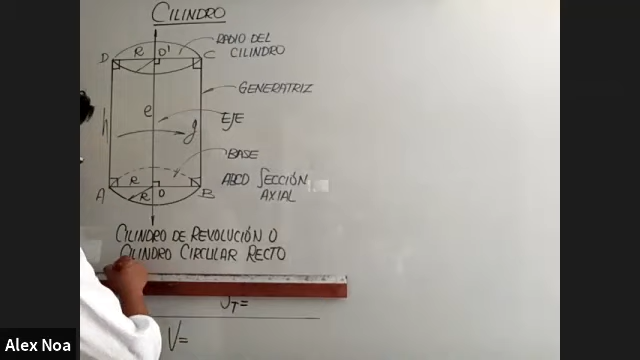 CILINDRO
RADIO DEL
CILINDRO
D R O' C
GENERATRIZ
h e g
EJE
BASE
A R R O B
ABCD SECCIÓN
AXIAL
CILINDRO DE REVOLUCIÓN O
CILINDRO CIRCULAR RECTO
T=
V=
Alex Noa